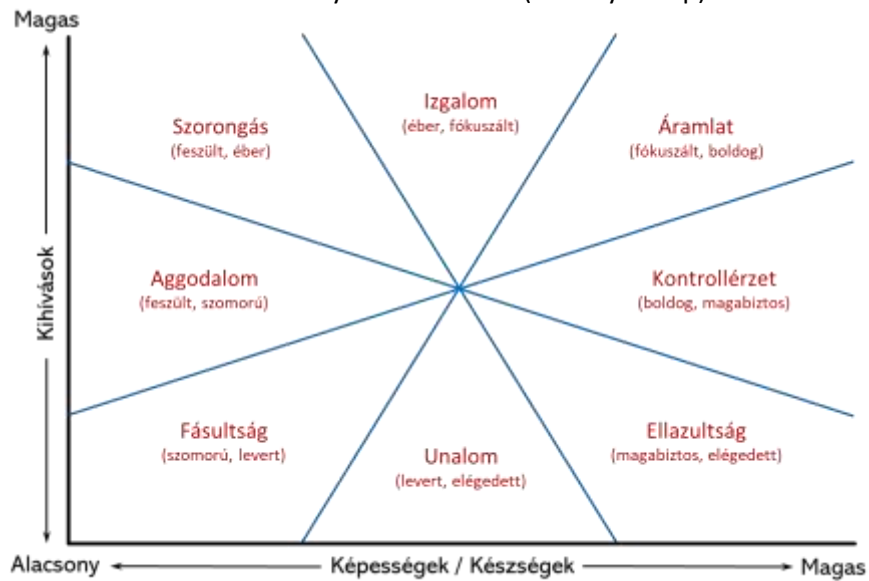 Magas
Izgalom
(éber, fókuszált)
Szorongás
(feszült, éber)
Áramlat
(fókuszált, boldog)
Kihívások
Aggodalom
(feszült, szomorú)
Kontrollérzet
(boldog, magabiztos)
Fásultság
(szomorú, levert)
Unalom
(levert, elégedett)
Ellazultság
(magabiztos, elégedett)
Alacsony
Képességek / Készségek
Magas